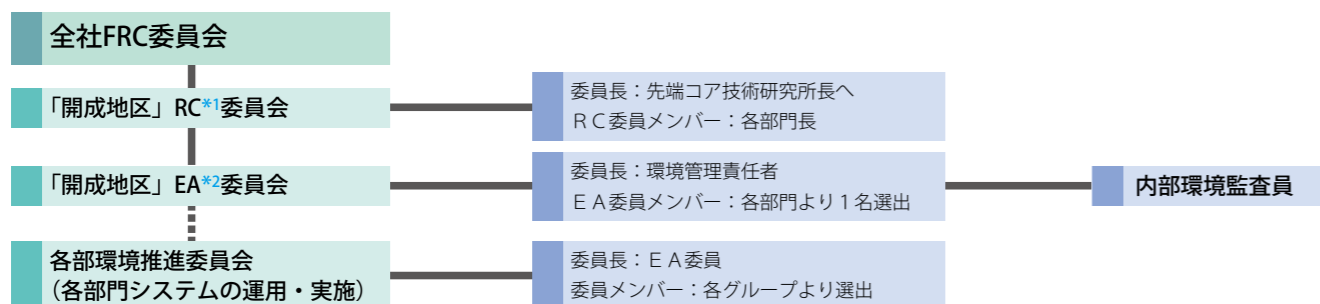 全社FRC委員会
「開成地区」RC*1委員会
委員長：先端コア技術研究所長へ
ＲＣ委員メンバー：各部門長
「開成地区」EA*2委員会
委員長：環境管理責任者
ＥＡ委員メンバー：各部門より１名選出
内部環境監査員
各部環境推進委員会
（各部門システムの運用・実施）
委員長：ＥＡ委員
委員メンバー：各グループより選出